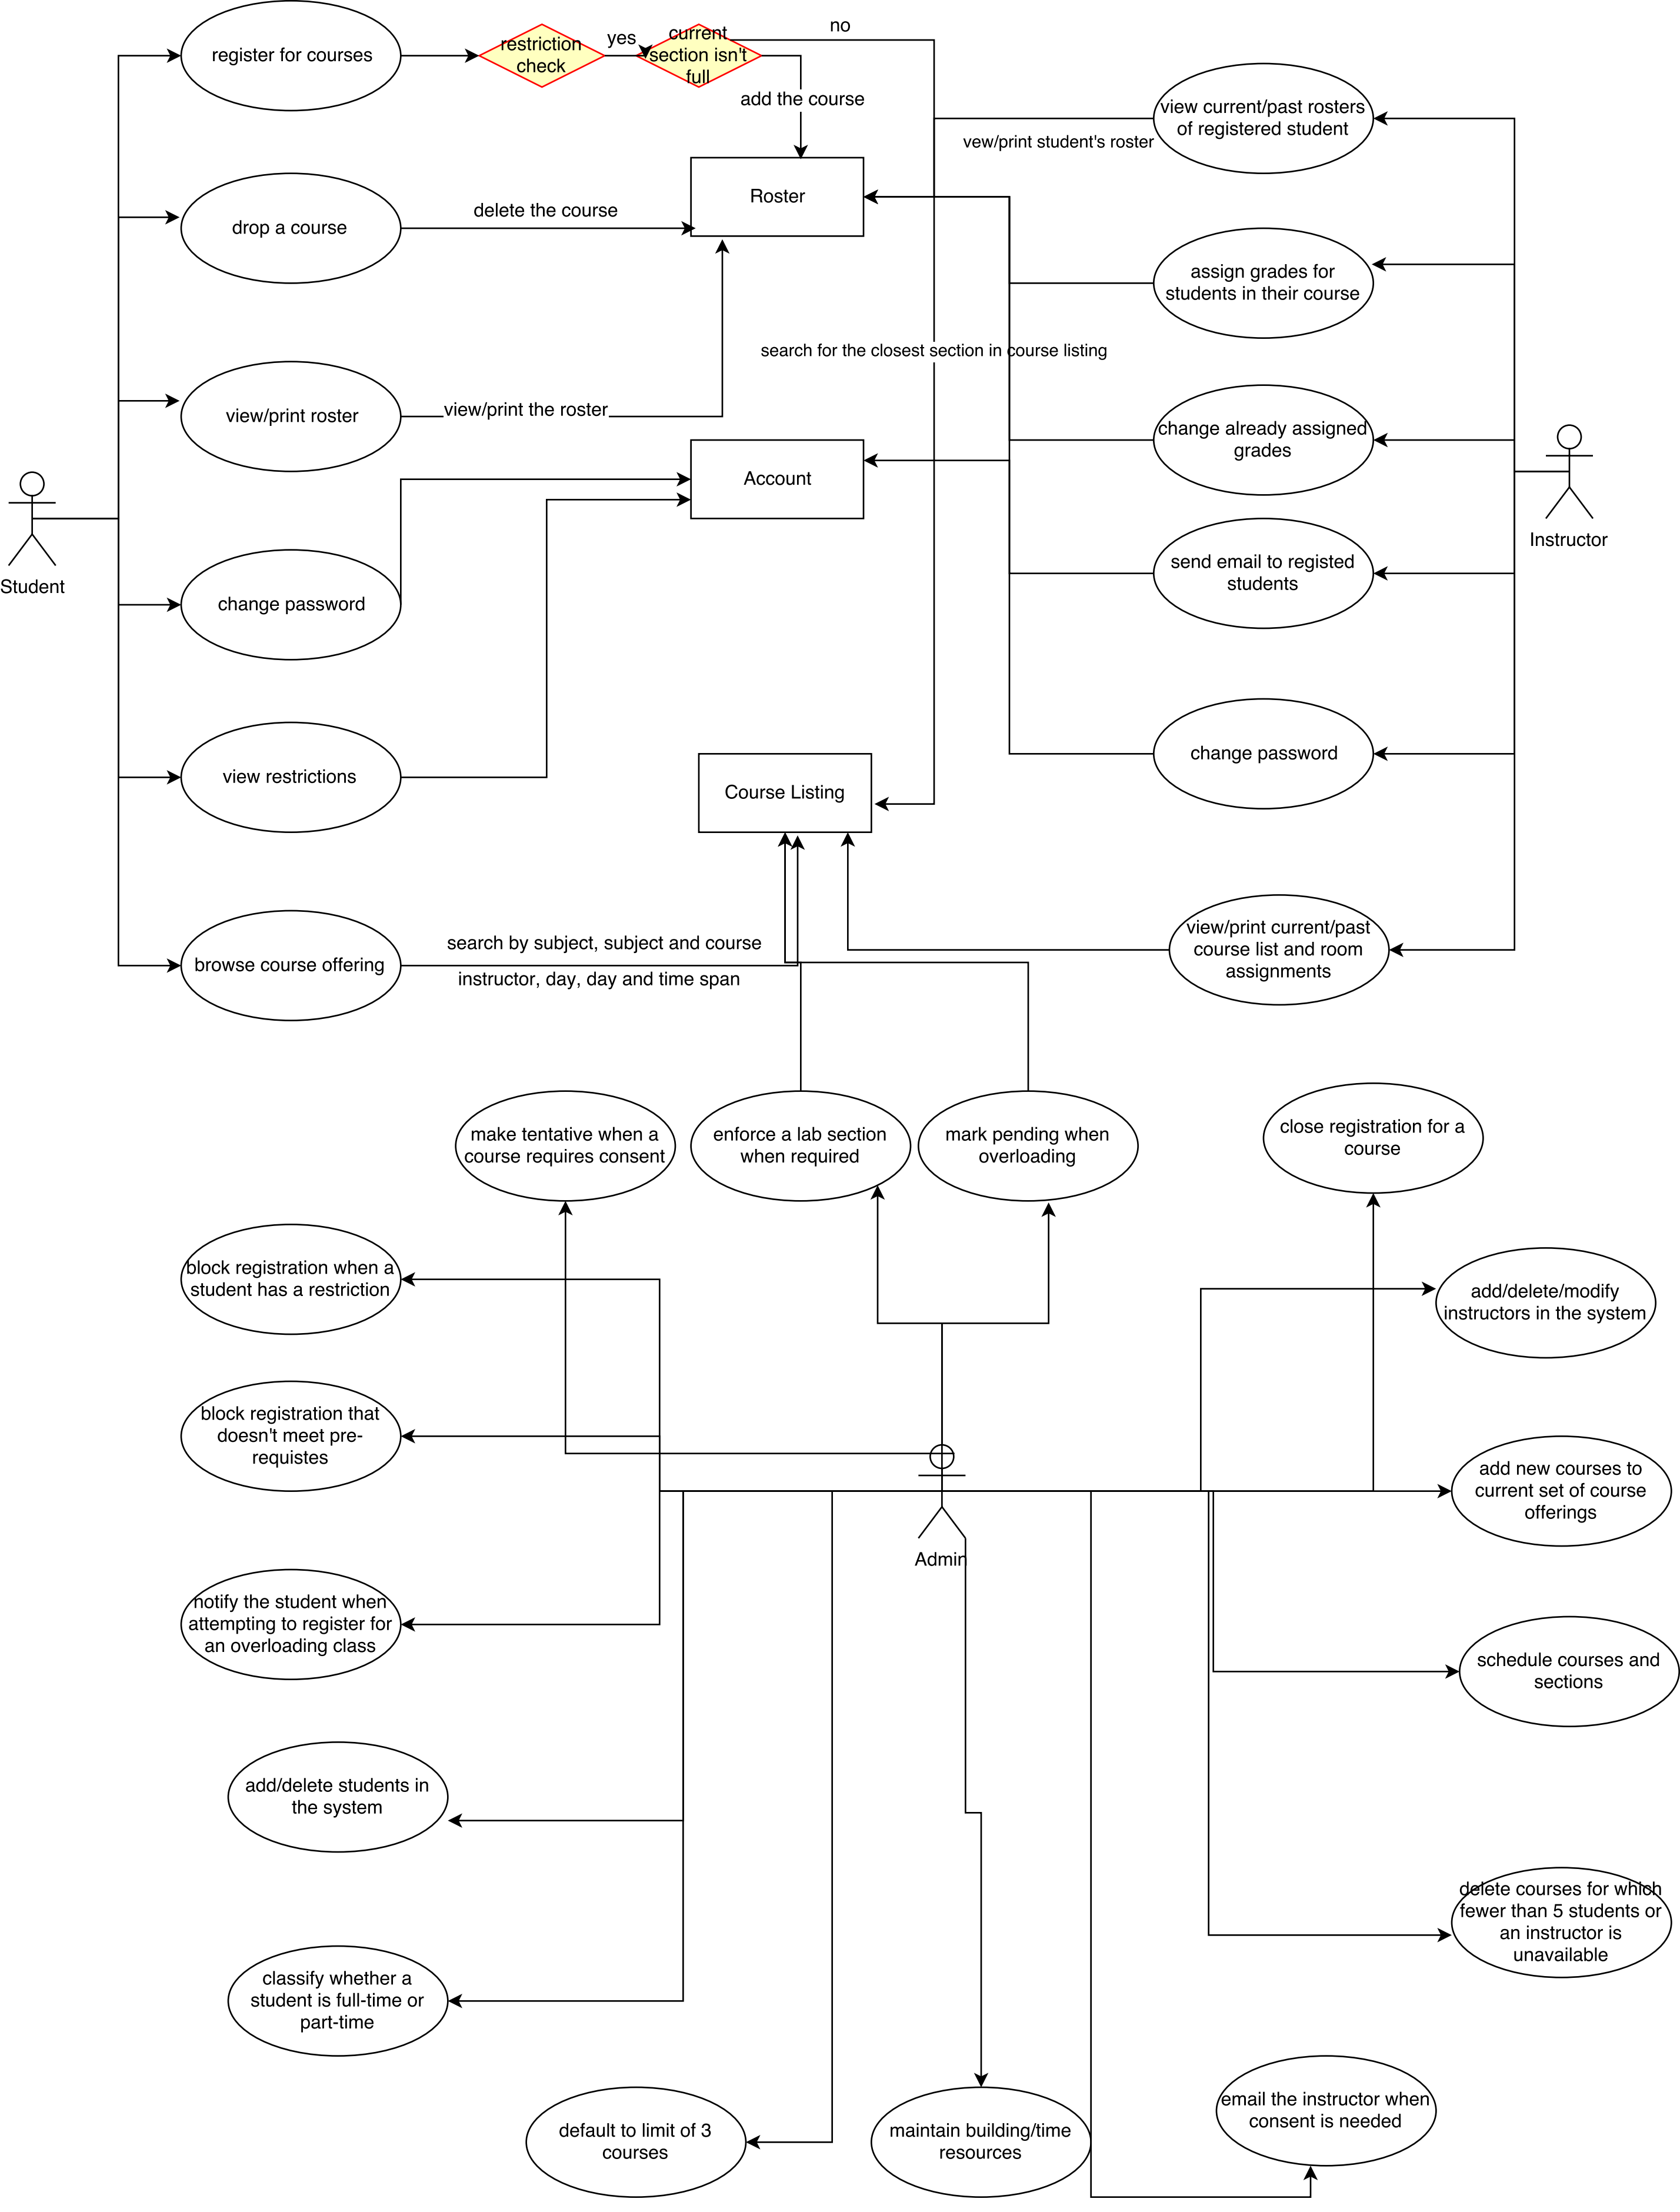 register for courses
restriction
check
yes
current
section isn't
full
no
add the course
view current/past rosters
of registered student
vew/print student's roster
Roster
drop a course
delete the course
assign grades for
students in their course
search for the closest section in course listing
view/print roster
view/print the roster
change already assigned
grades
Account
Student
Instructor
send email to registed
students
change password
change password
view restrictions
Course Listing
browse course offering
search by subject, subject and course
instructor, day, day and time span
view/print current/past
course list and room
assignments
make tentative when a
course requires consent
enforce a lab section
when required
mark pending when
overloading
close registration for a
course
block registration when a
student has a restriction
add/delete/modify
instructors in the system
block registration that
doesn't meet pre-
requistes
add new courses to
current set of course
offerings
Admin
notify the student when
attempting to register for
an overloading class
schedule courses and
sections
add/delete students in
the system
delete courses for which
fewer than 5 students or
an instructor is
unavailable
classify whether a
student is full-time or
part-time
default to limit of 3
courses
maintain building/time
resources
email the instructor when
consent is needed